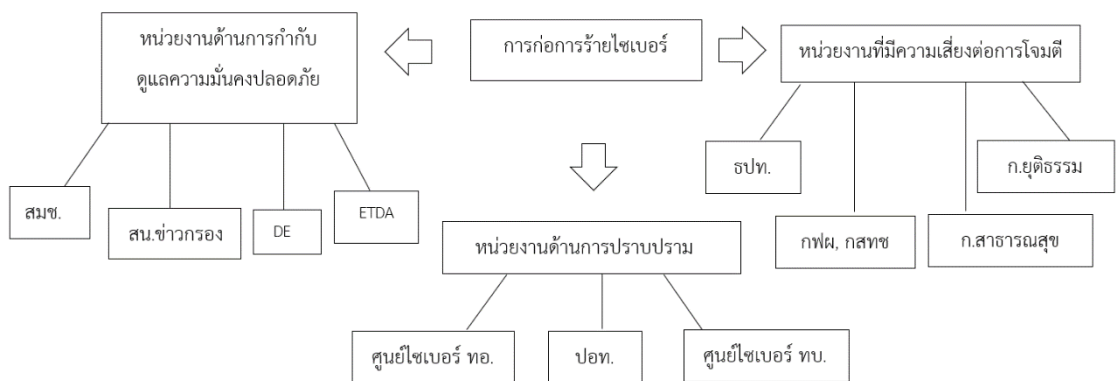 หน่วยงานด้านการกำกับ
ดูแลความมั่นคงปลอดภัย
การก่อการร้ายไซเบอร์
หน่วยงานที่มีความเสี่ยงต่อการโจมตี
สมช.
สน.ข่าวกรอง
DE
ETDA
ธปท.
กฟผ, กสทช
ก.สาธารณสุข
ก.ยุติธรรม
หน่วยงานด้านการปราบปราม
ศูนย์ไซเบอร์ ทอ.
ปอท.
ศูนย์ไซเบอร์ ทบ.